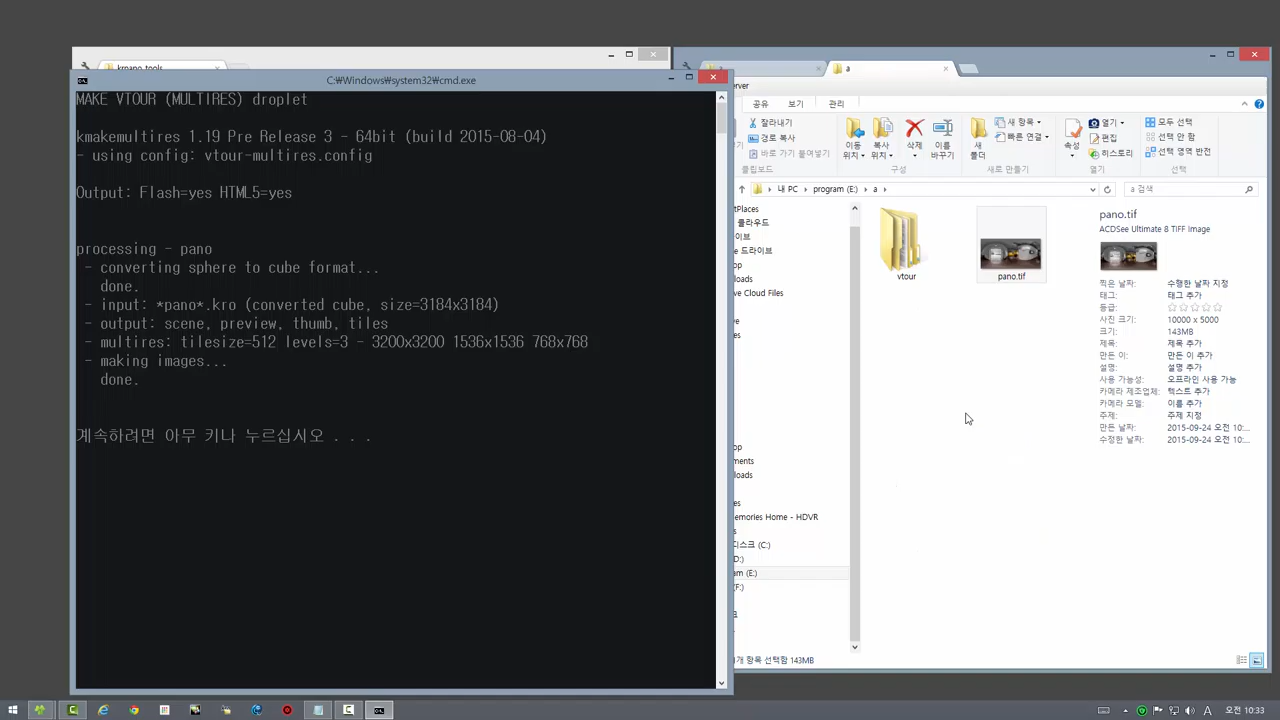 krpano tools
C:₩Windows₩system32₩cmd.exe
MAKE VTOUR (MULTIRES) droplet
kmakemultires 1.19 Pre Release 3 - 64bit (build 2015-08-04)
- using config: vtour-multires.config
Output: Flash=yes HTML5=yes
processing - pano
- converting sphere to cube format...
done.
- input: *pano*.kro (converted cube, size=3184x3184)
- output: scene, preview, thumb, tiles
- multires: tilesize=512 levels=3 - 3200x3200 1536x1536 768x768
- making images...
done.
계속하려면 아무 키나 누르십시오 . . .
a
erver
공유 보기 관리
잘라내기
경로 복사
바로 가기 붙여넣기
클립보드
이동 위치
복사 위치
삭제
이름 바꾸기
구성
새 폴더
새 항목
빠른 연결
새로 만들기
속성
열기
편집
히스토리
열기
모두 선택
선택 안 함
선택 영역 반전
선택
내 PC program (E:) a
a 검색
etPlaces
클라우드
이브
e 드라이브
op
loads
ve Cloud Files
ve
re
op
ments
loads
es
emories Home - HDVR
디스크 (C:)
D:)
am (E:)
(F:)
크
vtour
pano.tif
pano.tif
ACDSee Ultimate 8 TIFF Image
찍은 날짜: 수행한 날짜 지정
태그: 태그 추가
등급:
사진 크기: 10000 x 5000
크기: 143MB
제목: 제목 추가
만든 이: 만든 이 추가
설명: 설명 추가
사용 가능성: 오프라인 사용 가능
카메라 제조업체: 텍스트 추가
카메라 모델: 이름 추가
주제: 주제 지정
만든 날짜: 2015-09-24 오전 10:...
수정한 날짜: 2015-09-24 오전 10:...
1개 항목 선택함 143MB
A 오전 10:33